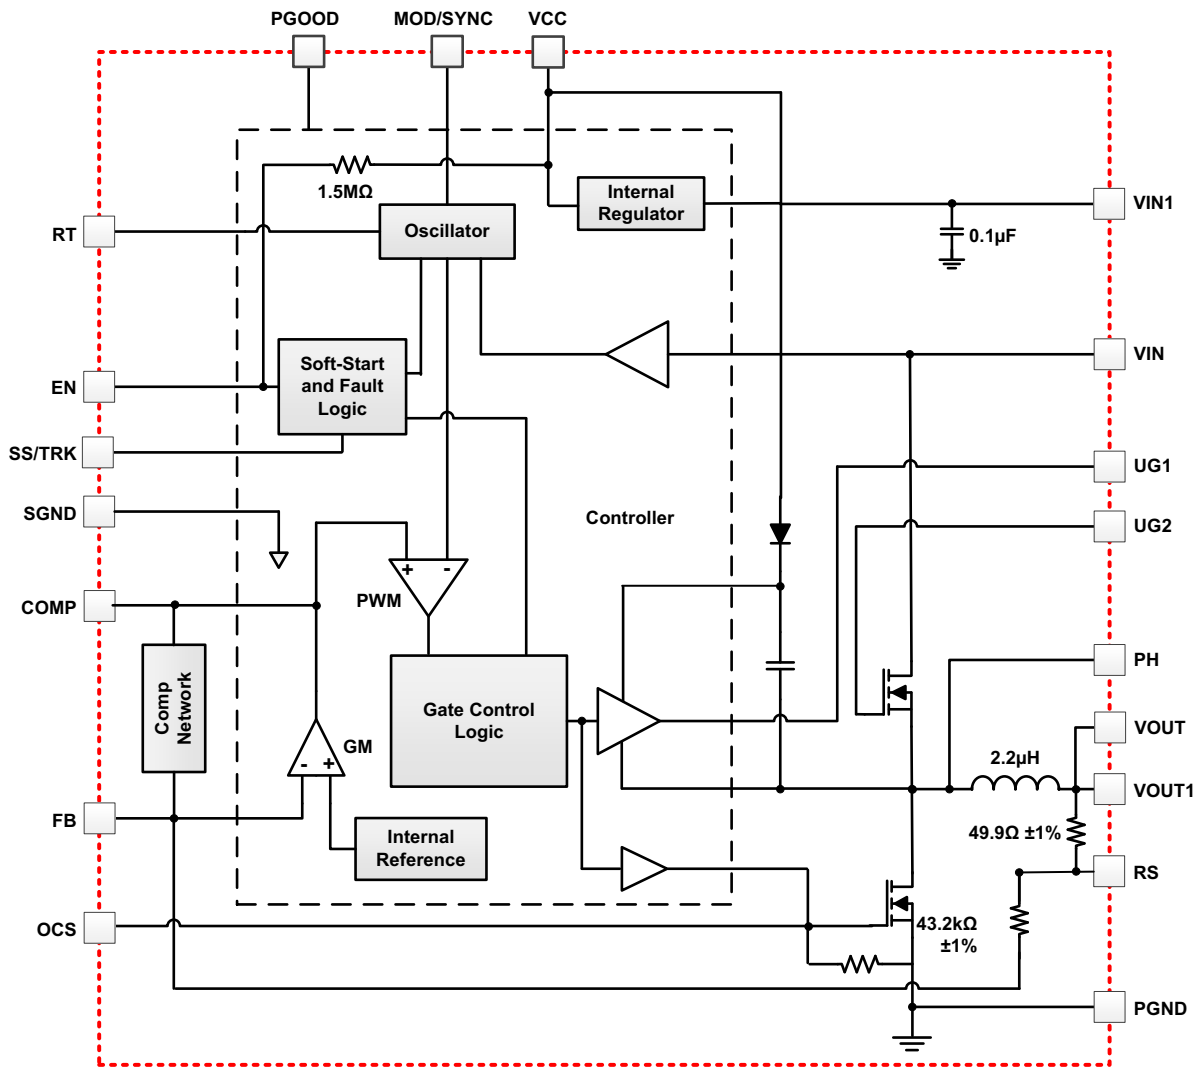 PGOOD
MOD/SYNC
VCC
1.5MΩ
Internal
Regulator
VIN1
RT
Oscillator
0.1µF
VIN
Soft-Start
and Fault
Logic
EN
SS/TRK
UG1
SGND
Controller
UG2
+
-
PWM
COMP
PH
Comp
Network
Gate Control
Logic
VOUT
GM
-
+
2.2µH
VOUT1
FB
Internal
Reference
49.9Ω ±1%
RS
OCS
43.2kΩ
±1%
PGND